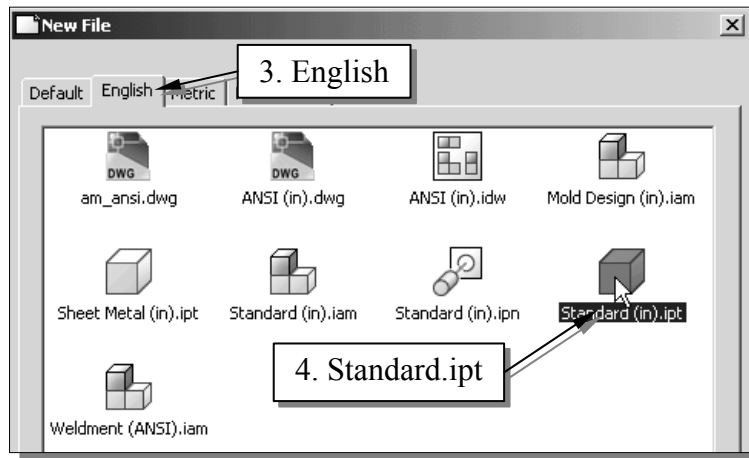 New File
3. English
Default English Metric
am_ansi.dwg ANSI (in).dwg ANSI (in).idw Mold Design (in).iam
Sheet Metal (in).ipt Standard (in).iam Standard (in).ipn Standard (in).ipt
4. Standard.ipt
Weldment (ANSI).iam